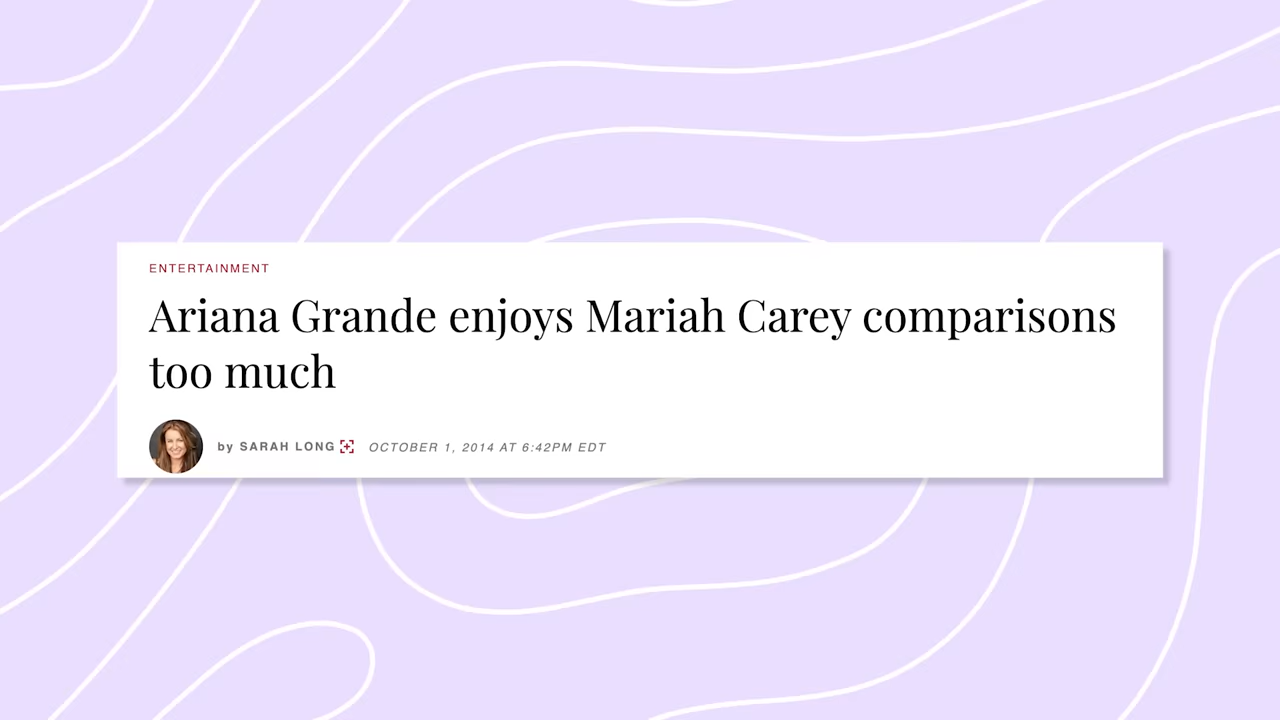 ENTERTAINMENT
Ariana Grande enjoys Mariah Carey comparisons
too much
by SARAH LONG OCTOBER 1, 2014 AT 6:42PM EDT